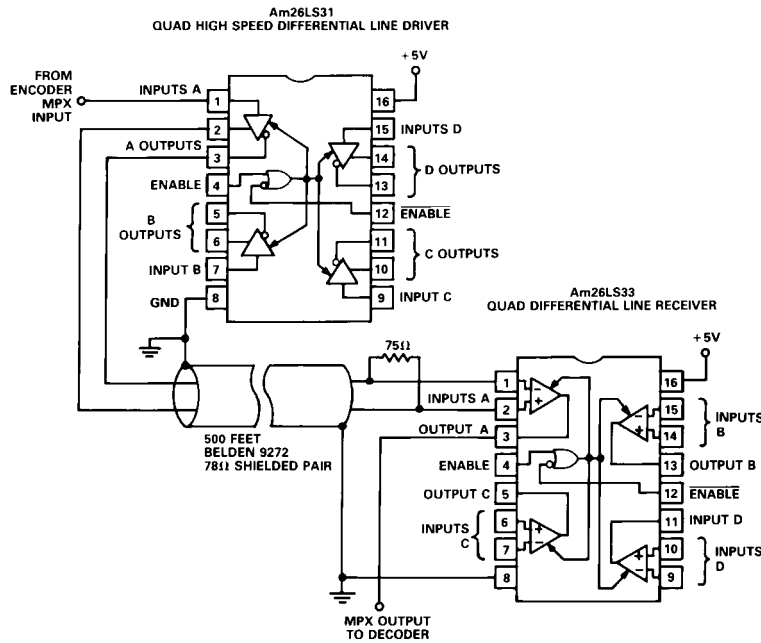 Am26LS31
QUAD HIGH SPEED DIFFERENTIAL LINE DRIVER
+5V
FROM
ENCODER
MPX
INPUT
INPUTS A
1
16
2
15
INPUTS D
A OUTPUTS
3
14
D OUTPUTS
ENABLE
4
13
B
OUTPUTS
5
12
ENABLE
6
11
C OUTPUTS
INPUT B
7
10
GND
8
9
INPUT C
Am26LS33
QUAD DIFFERENTIAL LINE RECEIVER
75Ω
+5V
500 FEET
BELDEN 9272
78Ω SHIELDED PAIR
1
-
+
16
INPUTS A
2
15
INPUTS
B
-
+
OUTPUT A
3
14
ENABLE
4
13
OUTPUT B
OUTPUT C
5
12
ENABLE
INPUTS
C
6
+
-
11
INPUT D
7
10
INPUTS
D
+
-
8
9
MPX OUTPUT
TO DECODER